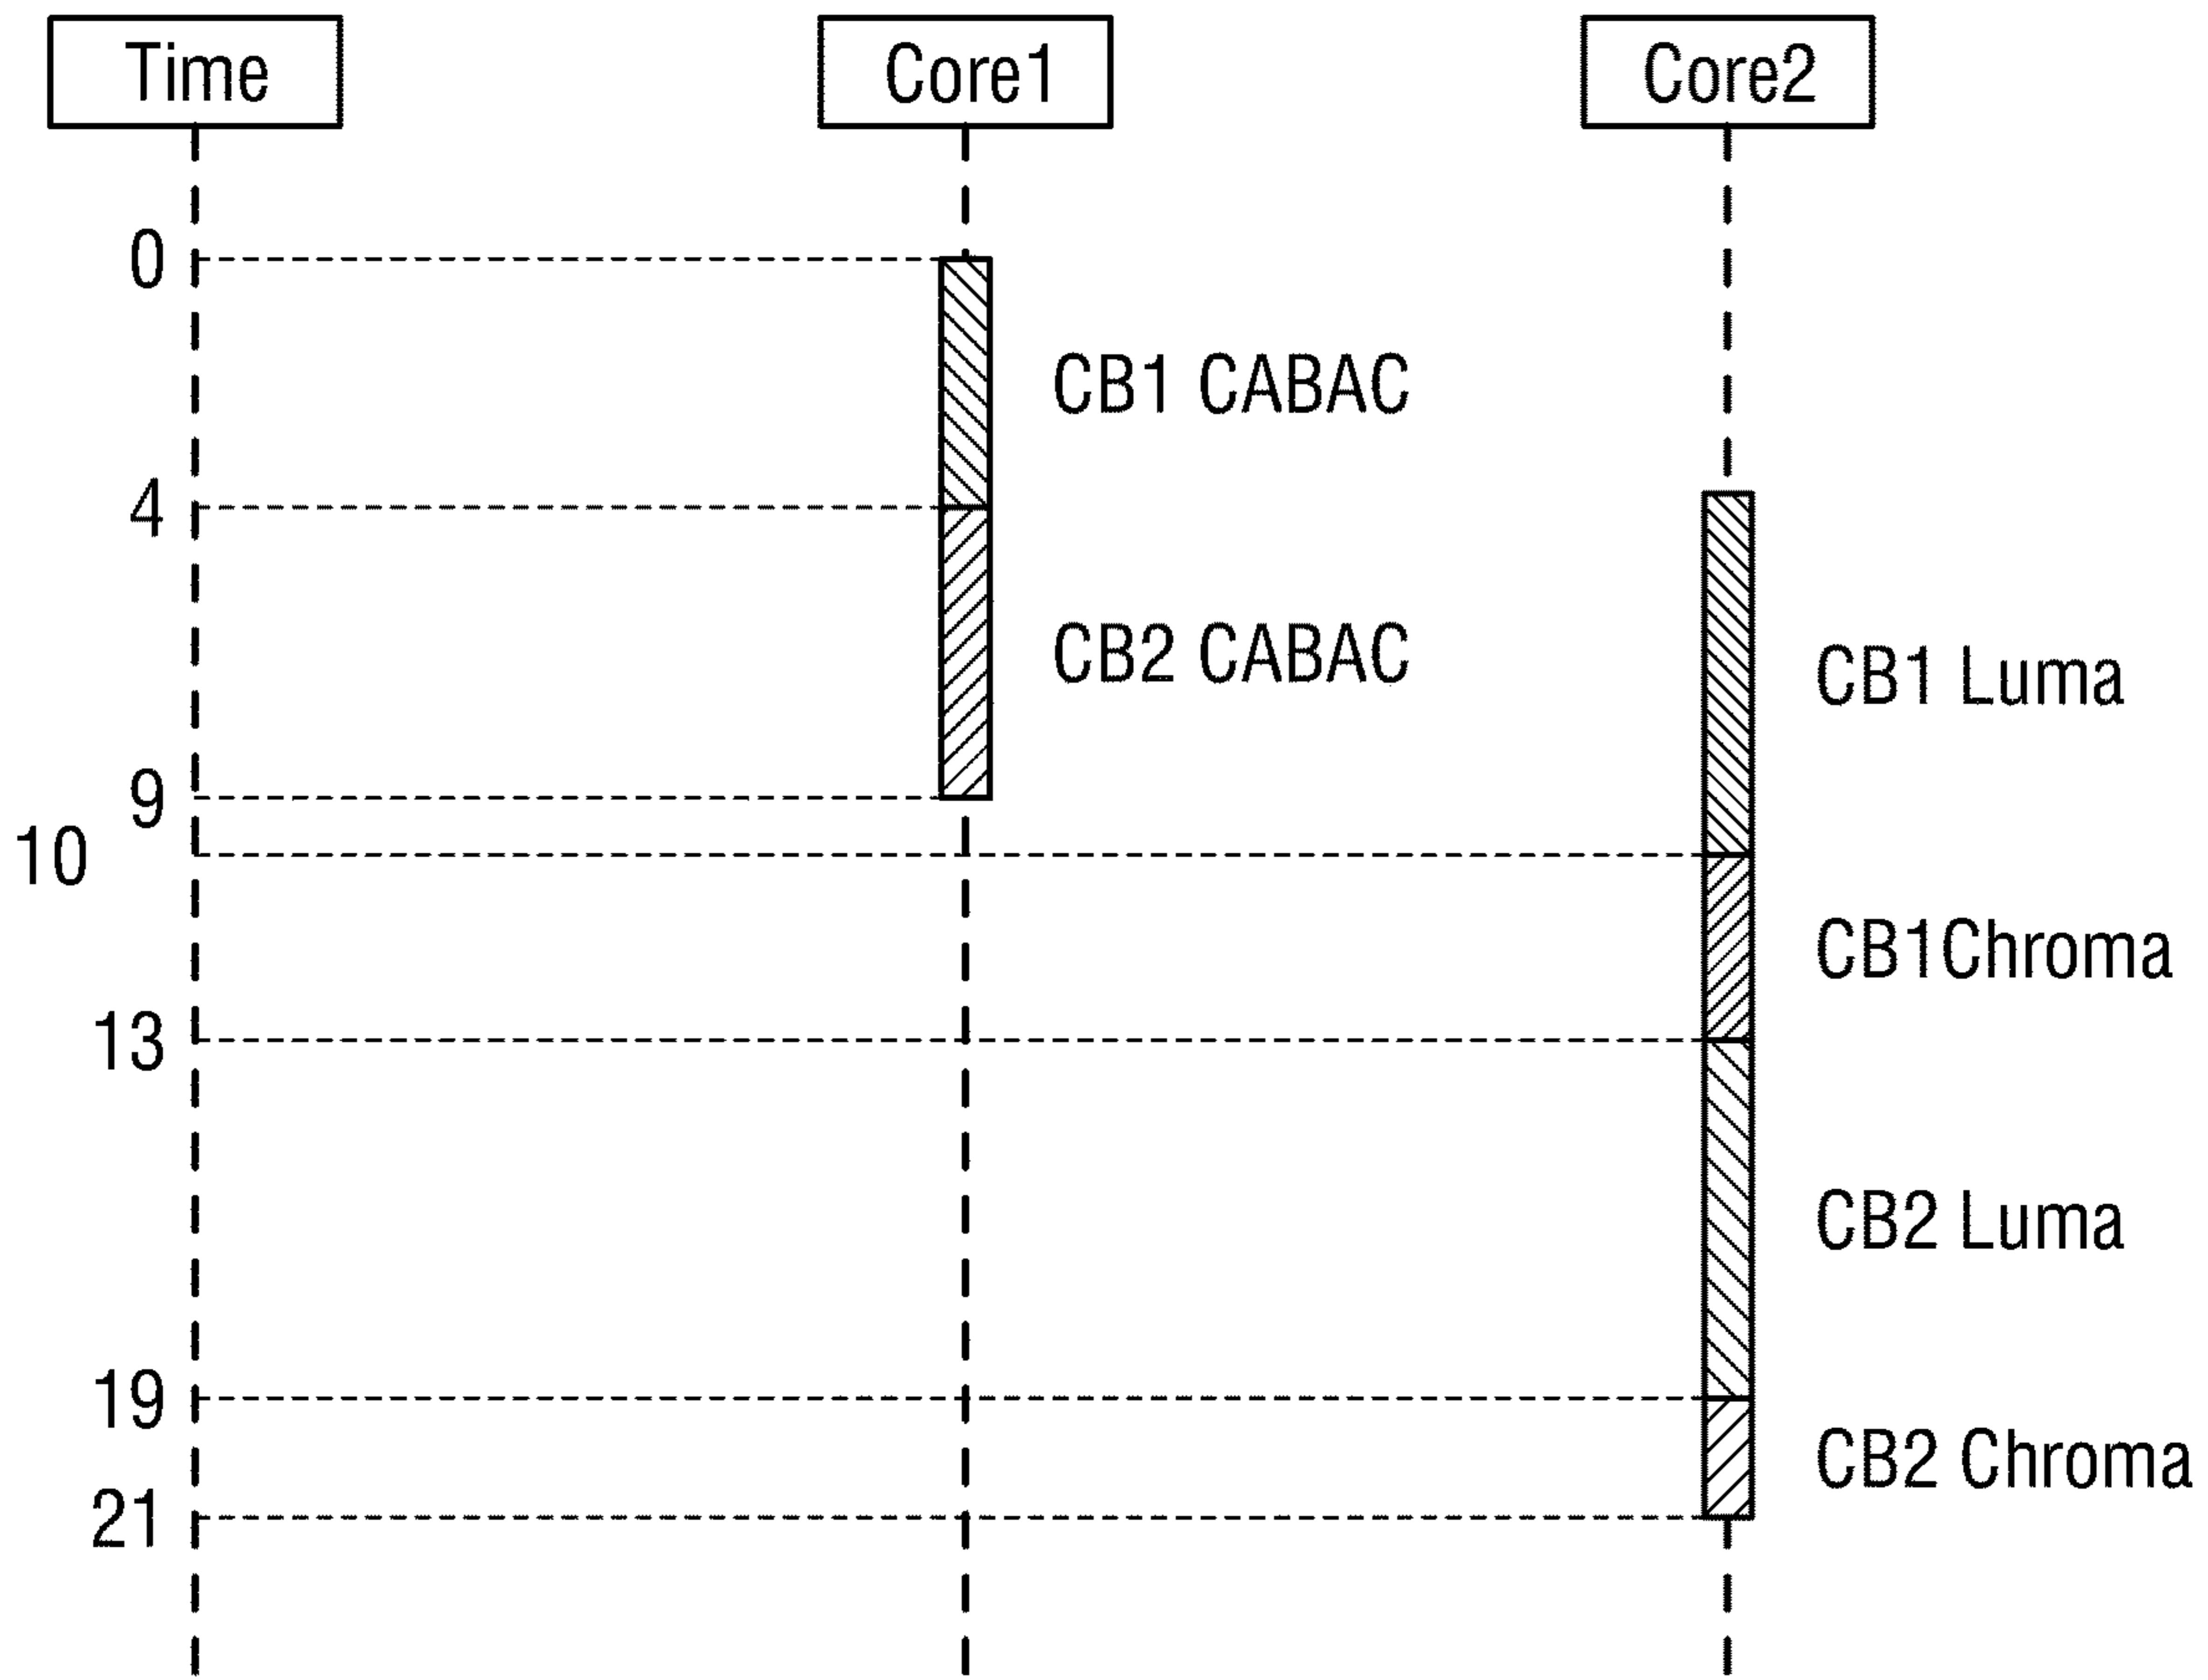 Time
Core1
Core2
0
CB1 CABAC
4
CB2 CABAC
CB1 Luma
9
10
CB1Chroma
13
CB2 Luma
19
CB2 Chroma
21